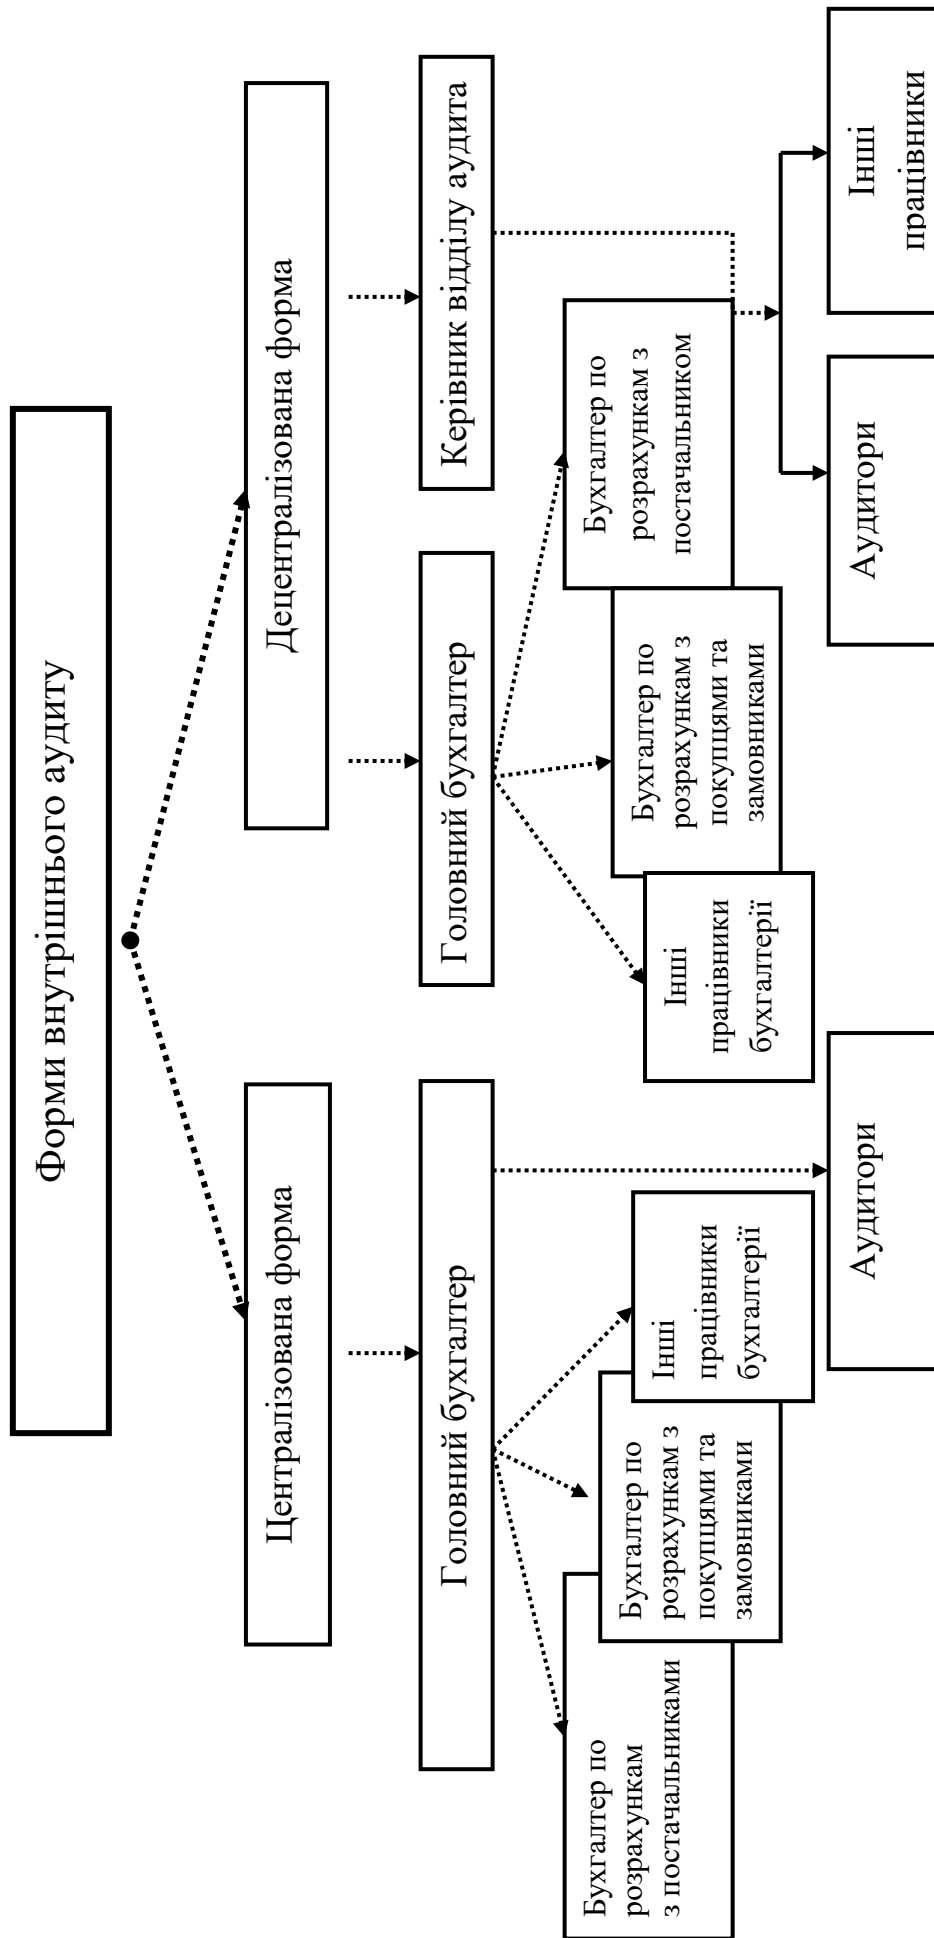 Форми внутрішнього аудиту
Централізована форма
Децентралізована форма
Головний бухгалтер
Головний бухгалтер
Керівник відділу аудита
Бухгалтер по
розрахункам
з постачальниками
Бухгалтер по
розрахункам з
покупцями та
замовниками
Інші
працівники
бухгалтерії
Інші
працівники
бухгалтерії
Бухгалтер по
розрахункам з
покупцями та
замовниками
Бухгалтер по
розрахункам з
постачальником
Аудитори
Аудитори
Інші
працівники